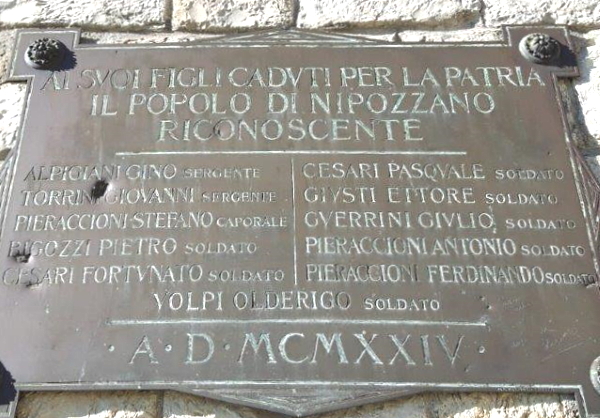 AI SVOI FIGLI CADVTI PER LA PATRIA
IL POPOLO DI NIPOZZANO
RICONOSCENTE
ALPIGIANI GINO SERGENTE
TORRINI GIOVANNI SERGENTE
PIERACCIONI STEFANO CAPORALE
RIGOZZI PIETRO SOLDATO
CESARI FORTVNATO SOLDATO
CESARI PASQVALE SOLDATO
GIVSTI ETTORE SOLDATO
GVERRINI GIVLIO SOLDATO
PIERACCIONI ANTONIO SOLDATO
PIERACCIONI FERDINANDO SOLDATO
VOLPI OLDERIGO SOLDATO
· A · D · MCMXXIV ·